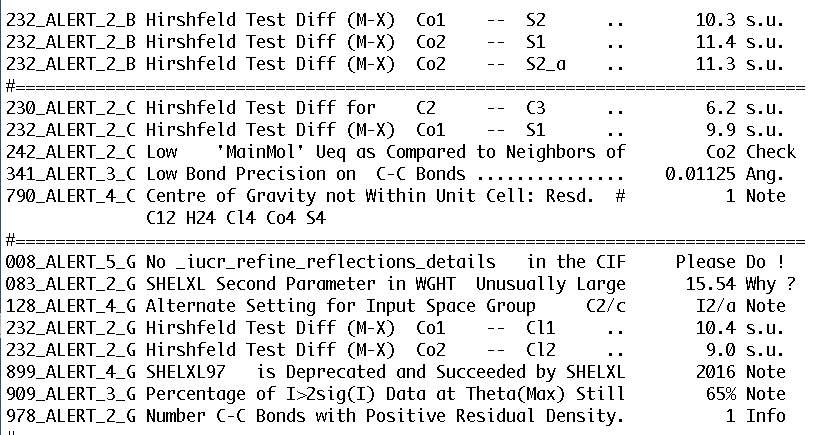 232_ALERT_2_B Hirshfeld Test Diff (M-X)  Co1    -- S2     ..       10.3 s.u.
232_ALERT_2_B Hirshfeld Test Diff (M-X)  Co2    -- S1     ..       11.4 s.u.
232_ALERT_2_B Hirshfeld Test Diff (M-X)  Co2    -- S2_a   ..       11.3 s.u.
#===============================================================================
230_ALERT_2_C Hirshfeld Test Diff for    C2     -- C3     ..        6.2 s.u.
232_ALERT_2_C Hirshfeld Test Diff (M-X)  Co1    -- S1     ..        9.9 s.u.
242_ALERT_2_C Low    'MainMol' Ueq as Compared to Neighbors of        Co2 Check
341_ALERT_3_C Low Bond Precision on  C-C Bonds ...............    0.01125 Ang.
790_ALERT_4_C Centre of Gravity not Within Unit Cell: Resd.  #          1 Note
C12 H24 Cl4 Co4 S4
#===============================================================================
008_ALERT_5_G No _iucr_refine_reflections_details   in the CIF     Please Do !
083_ALERT_2_G SHELXL Second Parameter in WGHT  Unusually Large      15.54 Why ?
128_ALERT_4_G Alternate Setting for Input Space Group     C2/c       I2/a Note
232_ALERT_2_G Hirshfeld Test Diff (M-X)  Co1    -- Cl1    ..       10.4 s.u.
232_ALERT_2_G Hirshfeld Test Diff (M-X)  Co2    -- Cl2    ..        9.0 s.u.
899_ALERT_4_G SHELXL97   is Deprecated and Succeeded by SHELXL       2016 Note
909_ALERT_3_G Percentage of I>2sig(I) Data at Theta(Max) Still        65% Note
978_ALERT_2_G Number C-C Bonds with Positive Residual Density.          1 Info